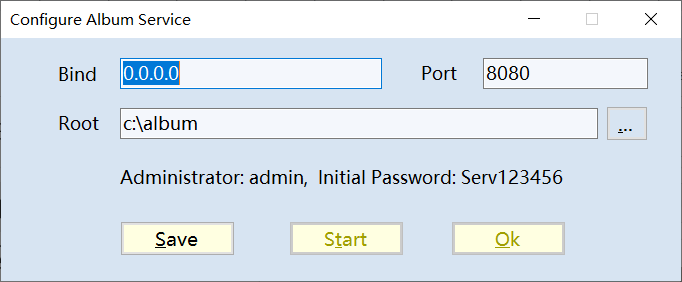 Configure Album Service
Bind 0.0.0.0 Port 8080
Root c:\album ...
Administrator: admin, Initial Password: Serv123456
Save Start Ok